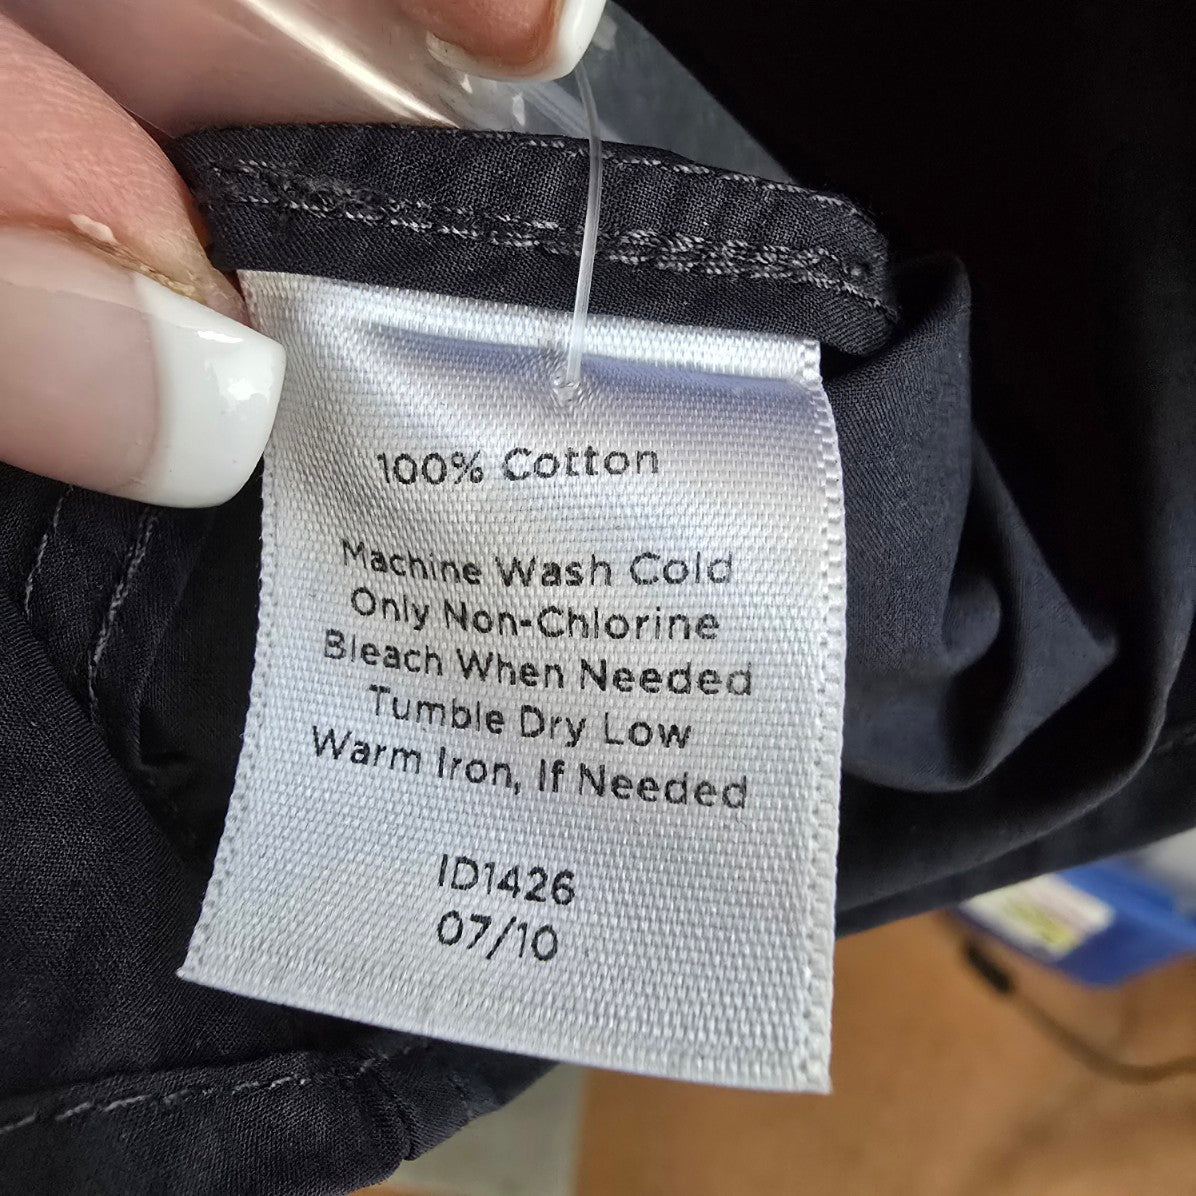 100% Cotton
Machine Wash Cold
Only Non-Chlorine
Bleach When Needed
Tumble Dry Low
Warm Iron, If Needed
ID1426
07/10